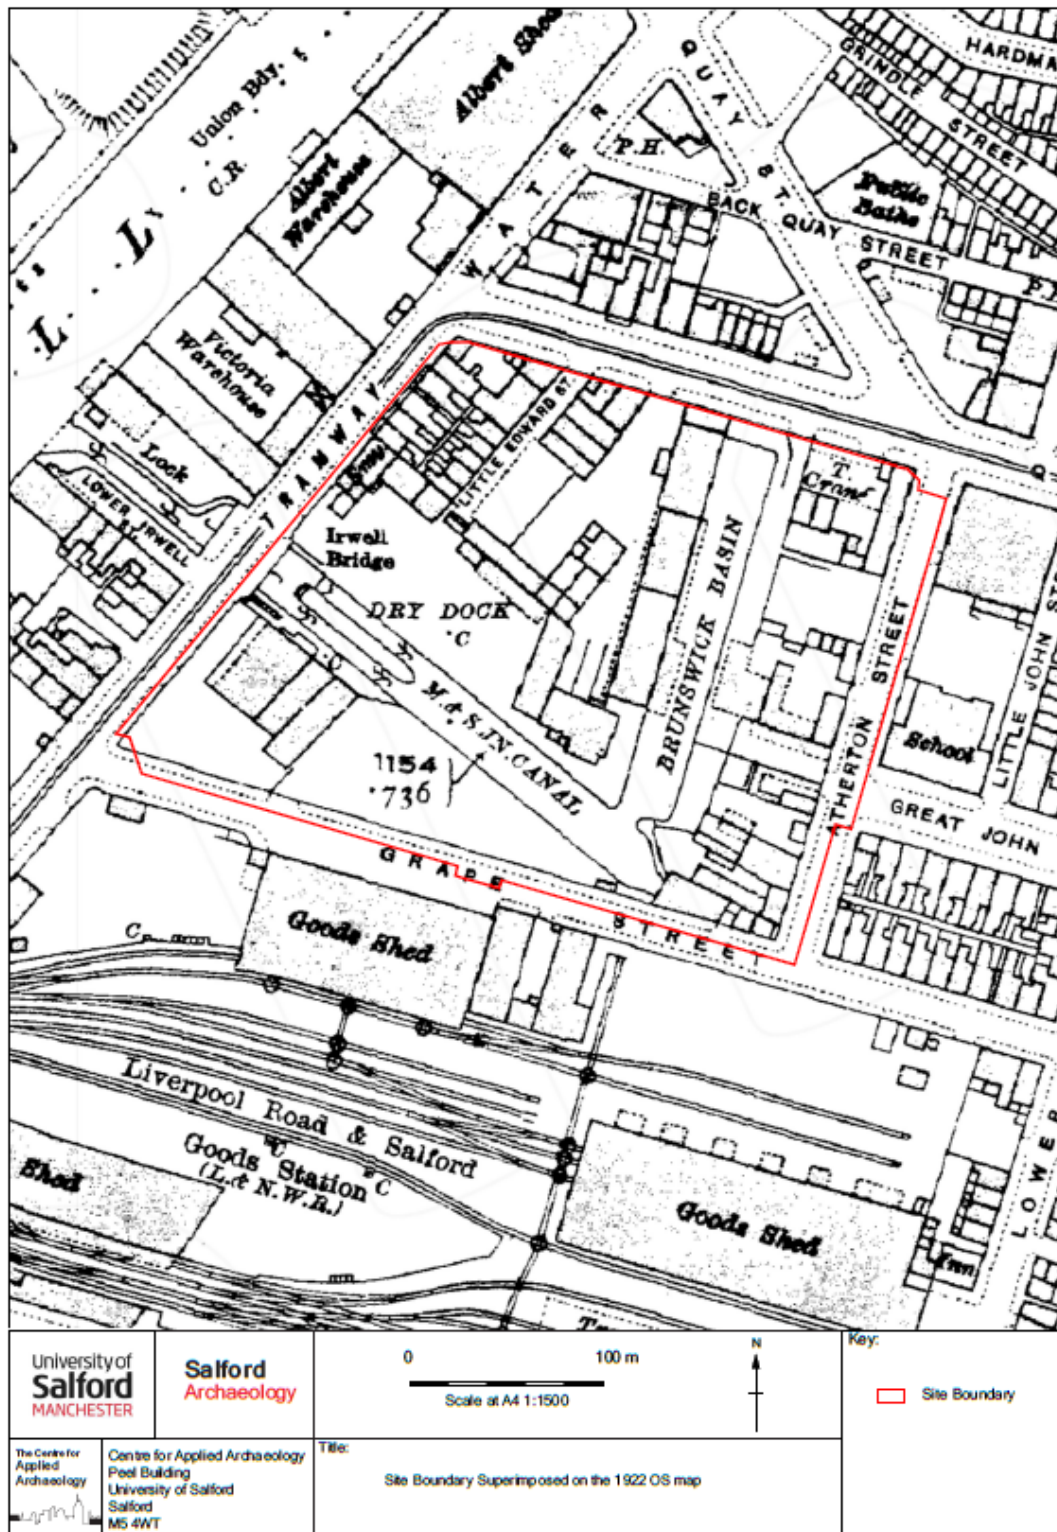 HARDMA
GRINDLE STREET
Albert Shed
WATER
QUAY ST
Union Bdy.
C.R.
P.H.
Public
Baths
Albert
Warehouse
BACK QUAY STREET
L
L
Victoria
Warehouse
TRAMWAY
Lock
LOWER IRWELL
LITTLE EDWARD ST.
T.
Crane
Irwell
Bridge
DRY DOCK
C
BRUNSWICK BASIN
ATHERTON STREET
LITTLE JOHN ST
School
M. & S. JN. CANAL
1154
.736
GREAT JOHN
GRAPE STREET
Goods Shed
C
Liverpool Road & Salford
Goods Station
(L. & N.W.R.)
C
C
Shed
Goods Shed
LOWER
Inn
University of
Salford
MANCHESTER
Salford
Archaeology
0 100 m
Scale at A4 1:1500
N
Key:
Site Boundary
The Centre for
Applied
Archaeology
Centre for Applied Archaeology
Peel Building
University of Salford
Salford
M5 4WT
Title:
Site Boundary Superimposed on the 1922 OS map